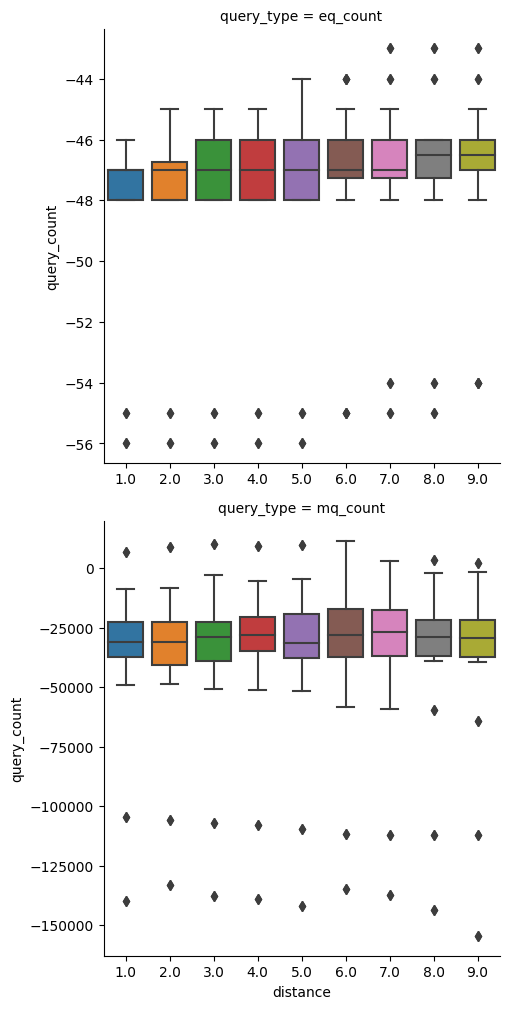 query_type = eq_count
−44
−46
−48
−50
−52
−54
−56
query_count
1.0 2.0 3.0 4.0 5.0 6.0 7.0 8.0 9.0
query_type = mq_count
0
−25000
−50000
−75000
−100000
−125000
−150000
query_count
1.0 2.0 3.0 4.0 5.0 6.0 7.0 8.0 9.0
distance